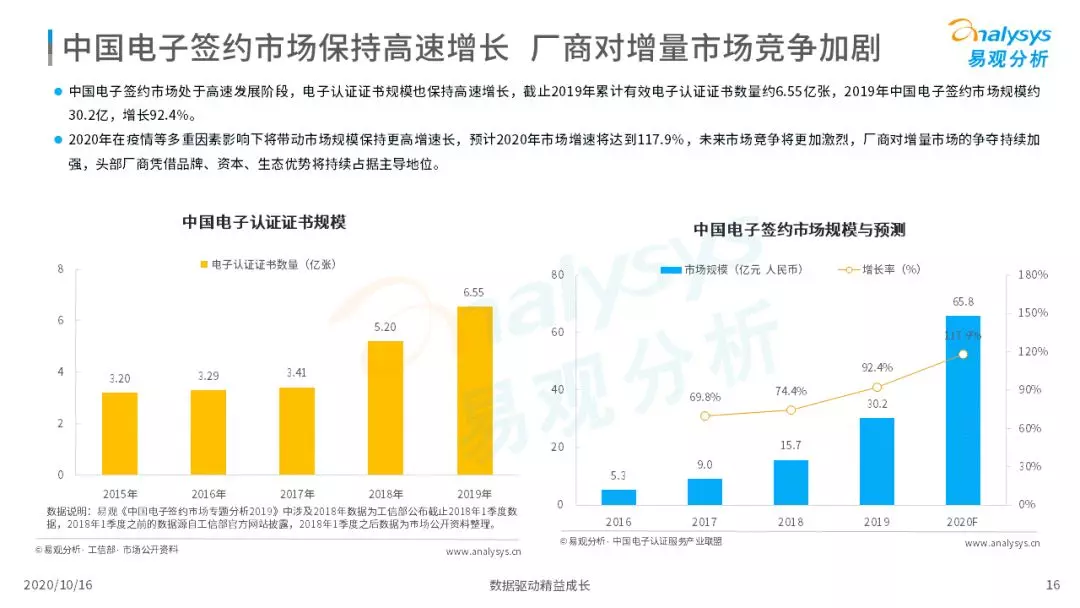 中国电子签约市场保持高速增长 厂商对增量市场竞争加剧
analysys
易观分析
● 中国电子签约市场处于高速发展阶段，电子认证证书规模也保持高速增长，截止2019年累计有效电子认证证书数量约6.55亿张，2019年中国电子签约市场规模约
30.2亿，增长92.4%。
● 2020年在疫情等多重因素影响下将带动市场规模保持更高增速长，预计2020年市场增速将达到117.9%，未来市场竞争将更加激烈，厂商对增量市场的争夺持续加
强，头部厂商凭借品牌、资本、生态优势将持续占据主导地位。
中国电子认证证书规模
电子认证证书数量（亿张）
8
6
4
2
0
3.20
3.29
3.41
5.20
6.55
2015年
2016年
2017年
2018年
2019年
数据说明：易观《中国电子签约市场专题分析2019》中涉及2018年数据为工信部公布截止2018年1季度数
据，2018年1季度之前的数据源自工信部官方网站披露，2018年1季度之后数据为市场公开资料整理。
©易观分析· 工信部· 市场公开资料
www.analysys.cn
中国电子签约市场规模与预测
市场规模（亿元 人民币）
增长率（%）
80
60
40
20
0
180%
150%
120%
90%
60%
30%
0%
5.3
9.0
15.7
30.2
65.8
69.8%
74.4%
92.4%
117.9%
2016
2017
2018
2019
2020F
©易观分析· 中国电子认证服务产业联盟
www.analysys.cn
analysys
易观分析
2020/10/16
数据驱动精益成长
16